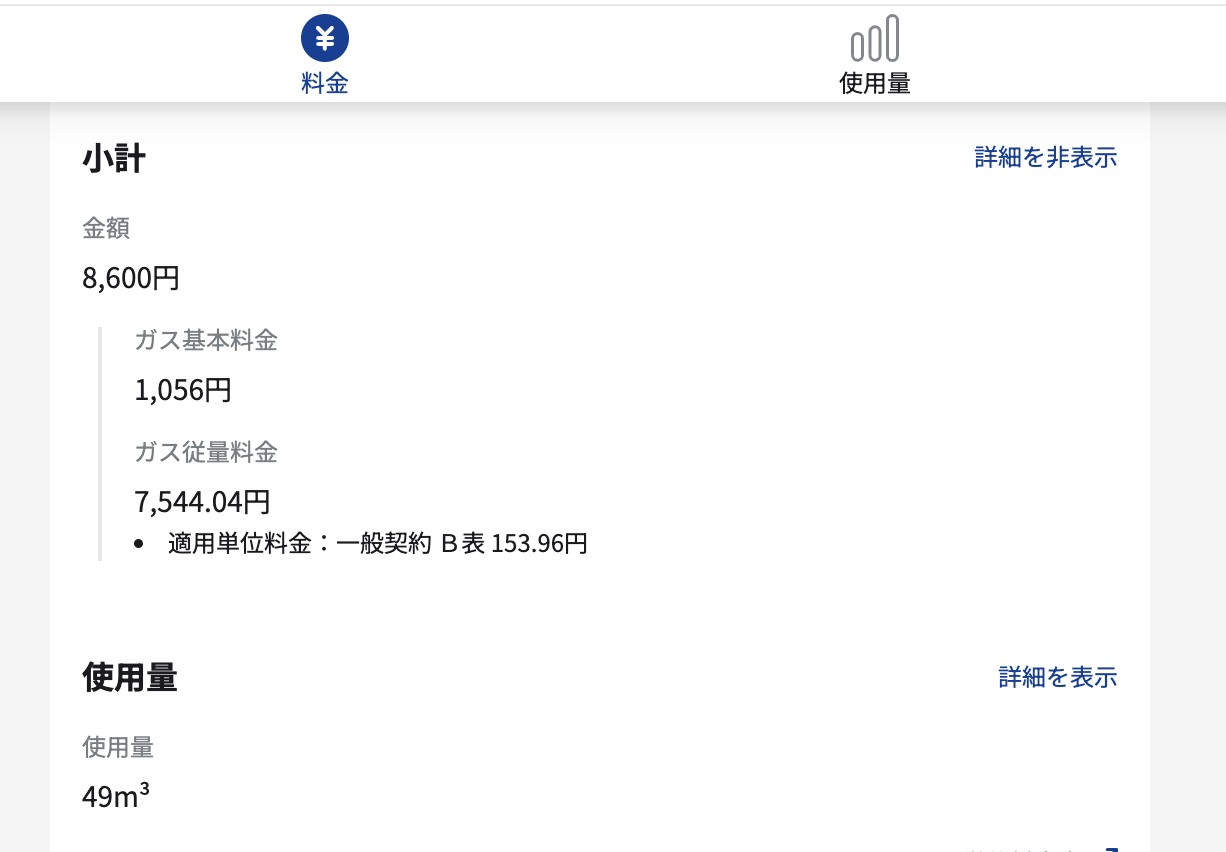 ¥
料金
使用量
小計
詳細を非表示
金額
8,600円
ガス基本料金
1,056円
ガス従量料金
7,544.04円
• 適用単位料金：一般契約 Ｂ表 153.96円
使用量
詳細を表示
使用量
49m³